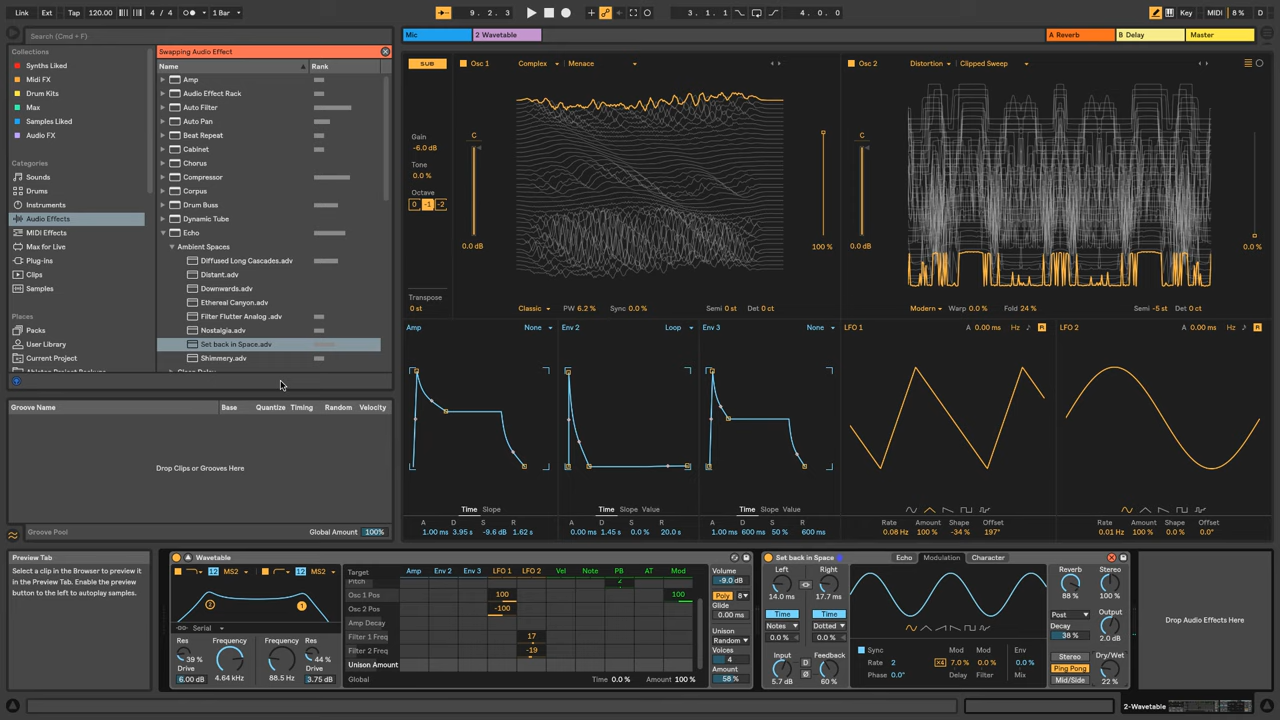 Link Ext Tap 120.00 4 / 4 1 Bar 9. 2. 3 3. 1. 1 4. 0. 0 Key MIDI 8 % D
Search (Cmd + F)
Mic 2 Wavetable A Reverb B Delay Master
Collections
Synths Liked
Midi FX
Drum Kits
Max
Samples Liked
Audio FX
Categories
Sounds
Drums
Instruments
Audio Effects
MIDI Effects
Max for Live
Plug-ins
Clips
Samples
Places
Packs
User Library
Current Project
Swapping Audio Effect
Name Rank
Amp
Audio Effect Rack
Auto Filter
Auto Pan
Beat Repeat
Cabinet
Chorus
Compressor
Corpus
Drum Buss
Dynamic Tube
Echo
Ambient Spaces
Diffused Long Cascades.adv
Distant.adv
Downwards.adv
Ethereal Canyon.adv
Filter Flutter Analog .adv
Nostalgia.adv
Set back in Space.adv
Shimmery.adv
Groove Name Base Quantize Timing Random Velocity
Drop Clips or Grooves Here
Groove Pool Global Amount 100%
SUB
Gain
-6.0 dB
Tone
0.0 %
Octave
0 -1 -2
Transpose
0 st
Osc 1 Complex Menace
C
0.0 dB
100 %
Classic PW 6.2 % Sync 0.0 % Semi 0 st Det 0 ct
Osc 2 Distortion Clipped Sweep
C
0.0 dB
0.0 %
Modern Warp 0.0 % Fold 24 % Semi -5 st Det 0 ct
Amp None
Time Slope
A D S R
1.00 ms 3.95 s -9.6 dB 1.62 s
Env 2 Loop
Time Slope Value
A D S R
0.00 ms 1.45 s 0.0 % 20.0 s
Env 3 None
Time Slope Value
A D S R
1.00 ms 600 ms 50 % 600 ms
LFO 1 A 0.00 ms Hz R
Rate Amount Shape Offset
0.08 Hz 100 % -34 % 197°
LFO 2 A 0.00 ms Hz R
Rate Amount Shape Offset
0.01 Hz 100 % 0.0 % 0.0°
Preview Tab
Select a clip in the Browser to preview it
in the Preview Tab. Enable the preview
button to the left to autoplay samples.
Wavetable
12 MS2 12 MS2
2 1
Serial
Res Frequency Frequency Res
39 % 44 %
Drive Drive
6.00 dB 4.64 kHz 88.5 Hz 3.75 dB
Target Amp Env 2 Env 3 LFO 1 LFO 2 Vel Note PB AT Mod
Pitch 2
Osc 1 Pos 100 100
Osc 2 Pos -100
Amp Decay
Filter 1 Freq 17
Filter 2 Freq -19
Unison Amount
Global Time 0.0 % Amount 100 %
Volume
-9.0 dB
Poly 8
Glide
0.00 ms
Unison
Random
Voices
4
Amount
58 %
Set back in Space Echo Modulation Character
Left Right
14.0 ms 17.7 ms
Time Time
Notes Dotted
0.0 % 0.0 %
Input D Feedback
5.7 dB Ø 60 %
Sync
Rate 2 x4 7.0 % 0.0 % Env 0.0 %
Phase 0.0° Delay Filter Mix
Reverb Stereo
88 % 100 %
Post Output
Decay
38 % 2.0 dB
Stereo Dry/Wet
Ping Pong
Mid/Side 22 %
Drop Audio Effects Here
2-Wavetable